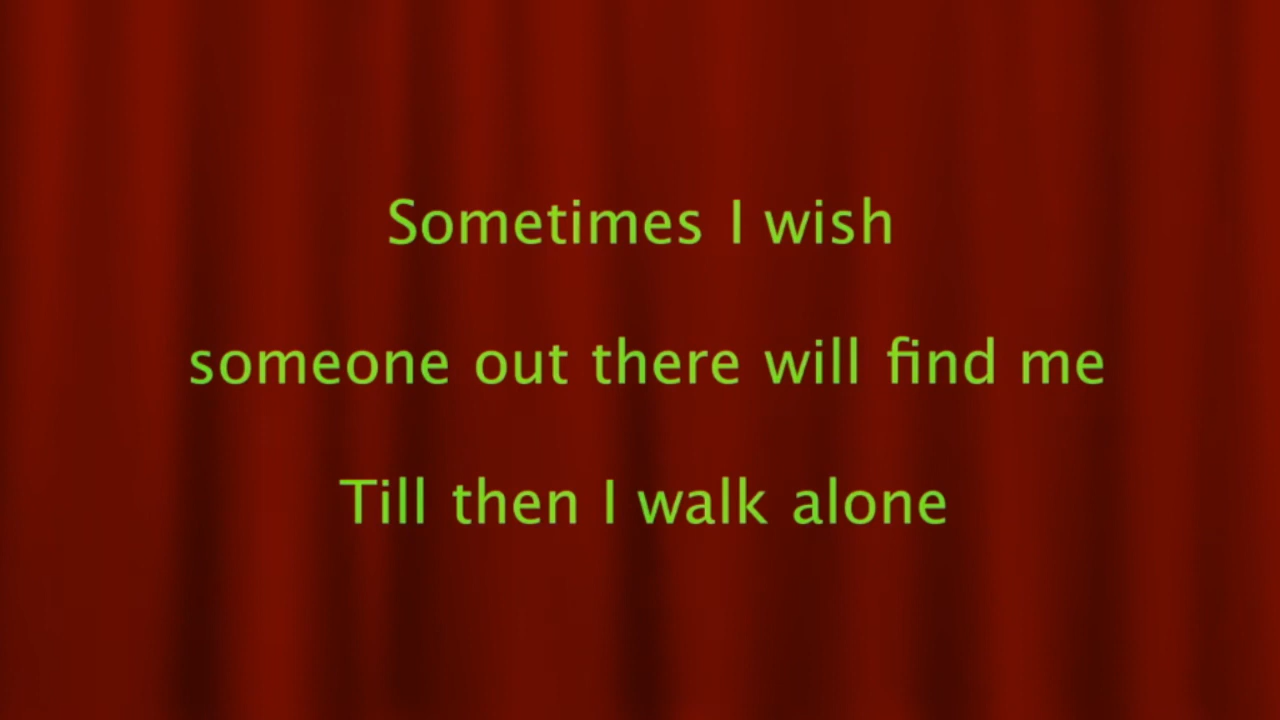 Sometimes I wish
someone out there will find me
Till then I walk alone